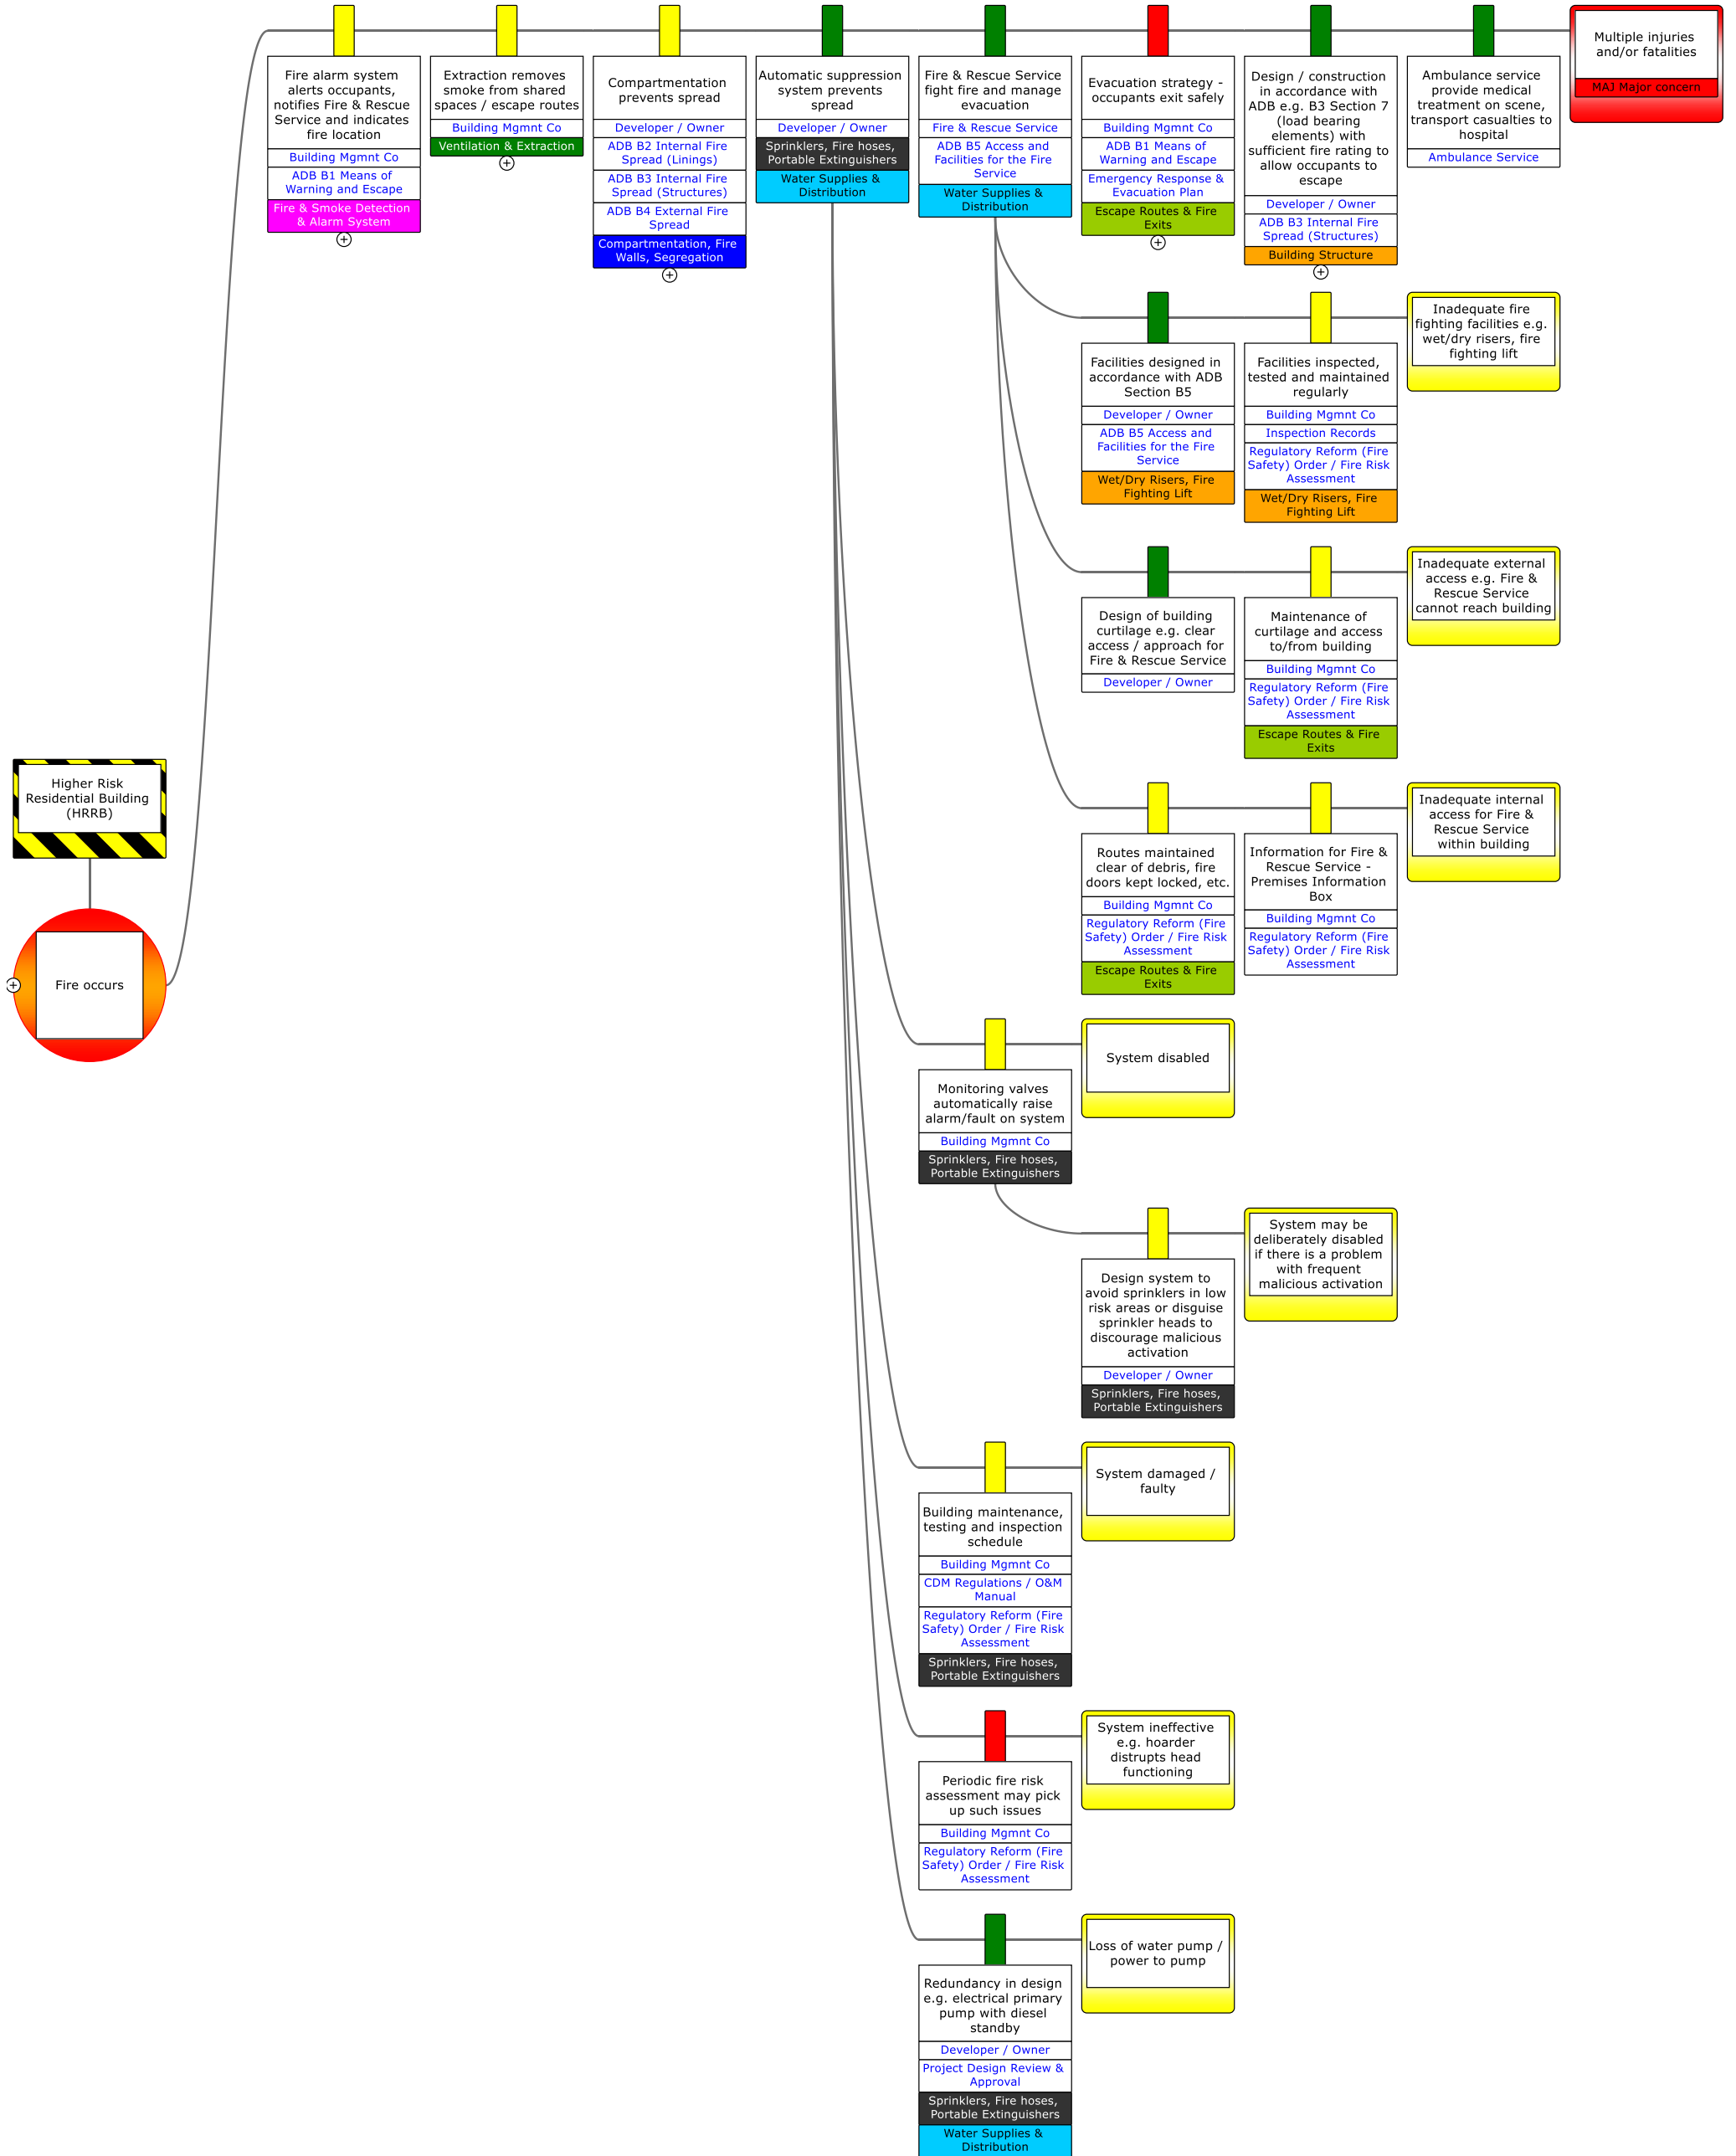 Fire alarm system
alerts occupants,
notifies Fire & Rescue
Service and indicates
fire location
Building Mgmnt Co
ADB B1 Means of
Warning and Escape
Fire & Smoke Detection
& Alarm System
Extraction removes
smoke from shared
spaces / escape routes
Building Mgmnt Co
Ventilation & Extraction
Compartmentation
prevents spread
Developer / Owner
ADB B2 Internal Fire
Spread (Linings)
ADB B3 Internal Fire
Spread (Structures)
ADB B4 External Fire
Spread
Compartmentation, Fire
Walls, Segregation
Automatic suppression
system prevents
spread
Developer / Owner
Sprinklers, Fire hoses,
Portable Extinguishers
Water Supplies &
Distribution
Fire & Rescue Service
fight fire and manage
evacuation
Fire & Rescue Service
ADB B5 Access and
Facilities for the Fire
Service
Water Supplies &
Distribution
Evacuation strategy -
occupants exit safely
Building Mgmnt Co
ADB B1 Means of
Warning and Escape
Emergency Response &
Evacuation Plan
Escape Routes & Fire
Exits
Design / construction
in accordance with
ADB e.g. B3 Section 7
(load bearing
elements) with
sufficient fire rating to
allow occupants to
escape
Developer / Owner
ADB B3 Internal Fire
Spread (Structures)
Building Structure
Ambulance service
provide medical
treatment on scene,
transport casualties to
hospital
Ambulance Service
Multiple injuries
and/or fatalities
MAJ Major concern
Facilities designed in
accordance with ADB
Section B5
Developer / Owner
ADB B5 Access and
Facilities for the Fire
Service
Wet/Dry Risers, Fire
Fighting Lift
Facilities inspected,
tested and maintained
regularly
Building Mgmnt Co
Inspection Records
Regulatory Reform (Fire
Safety) Order / Fire Risk
Assessment
Wet/Dry Risers, Fire
Fighting Lift
Inadequate fire
fighting facilities e.g.
wet/dry risers, fire
fighting lift
Design of building
curtilage e.g. clear
access / approach for
Fire & Rescue Service
Developer / Owner
Maintenance of
curtilage and access
to/from building
Building Mgmnt Co
Regulatory Reform (Fire
Safety) Order / Fire Risk
Assessment
Escape Routes & Fire
Exits
Inadequate external
access e.g. Fire &
Rescue Service
cannot reach building
Higher Risk
Residential Building
(HRRB)
Fire occurs
Routes maintained
clear of debris, fire
doors kept locked, etc.
Building Mgmnt Co
Regulatory Reform (Fire
Safety) Order / Fire Risk
Assessment
Escape Routes & Fire
Exits
Information for Fire &
Rescue Service -
Premises Information
Box
Building Mgmnt Co
Regulatory Reform (Fire
Safety) Order / Fire Risk
Assessment
Inadequate internal
access for Fire &
Rescue Service
within building
Monitoring valves
automatically raise
alarm/fault on system
Building Mgmnt Co
Sprinklers, Fire hoses,
Portable Extinguishers
System disabled
Design system to
avoid sprinklers in low
risk areas or disguise
sprinkler heads to
discourage malicious
activation
Developer / Owner
Sprinklers, Fire hoses,
Portable Extinguishers
System may be
deliberately disabled
if there is a problem
with frequent
malicious activation
Building maintenance,
testing and inspection
schedule
Building Mgmnt Co
CDM Regulations / O&M
Manual
Regulatory Reform (Fire
Safety) Order / Fire Risk
Assessment
Sprinklers, Fire hoses,
Portable Extinguishers
System damaged /
faulty
Periodic fire risk
assessment may pick
up such issues
Building Mgmnt Co
Regulatory Reform (Fire
Safety) Order / Fire Risk
Assessment
System ineffective
e.g. hoarder
distrupts head
functioning
Redundancy in design
e.g. electrical primary
pump with diesel
standby
Developer / Owner
Project Design Review &
Approval
Sprinklers, Fire hoses,
Portable Extinguishers
Water Supplies &
Distribution
Loss of water pump /
power to pump